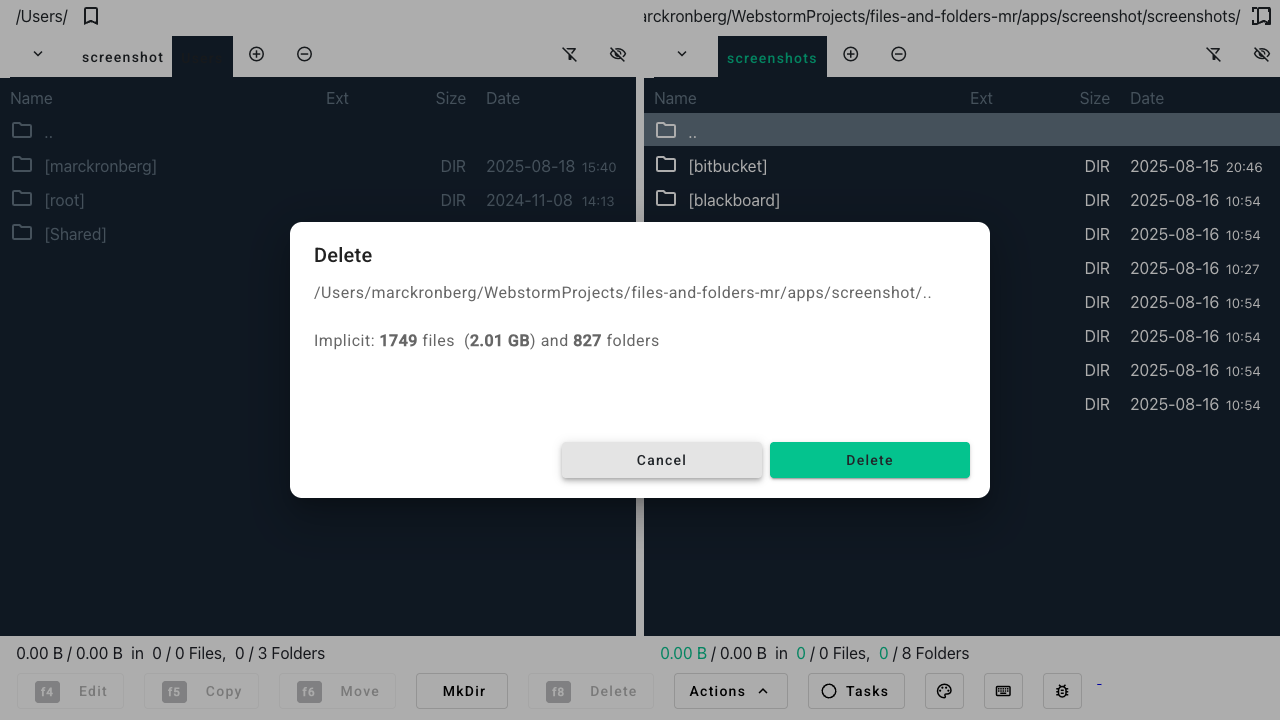 /Users/
arckronberg/WebstormProjects/files-and-folders-mr/apps/screenshot/screenshots/
screenshot
screenshots
Name Ext Size Date
..
[marckronberg] DIR 2025-08-18 15:40
[root] DIR 2024-11-08 14:13
[Shared]
Name Ext Size Date
..
[bitbucket] DIR 2025-08-15 20:46
[blackboard] DIR 2025-08-16 10:54
DIR 2025-08-16 10:54
DIR 2025-08-16 10:27
DIR 2025-08-16 10:54
DIR 2025-08-16 10:54
DIR 2025-08-16 10:54
DIR 2025-08-16 10:54
Delete
/Users/marckronberg/WebstormProjects/files-and-folders-mr/apps/screenshot/..
Implicit: 1749 files (2.01 GB) and 827 folders
Cancel Delete
0.00 B / 0.00 B in 0 / 0 Files, 0 / 3 Folders
0.00 B / 0.00 B in 0 / 0 Files, 0 / 8 Folders
f4 Edit f5 Copy f6 Move MkDir f8 Delete Actions Tasks